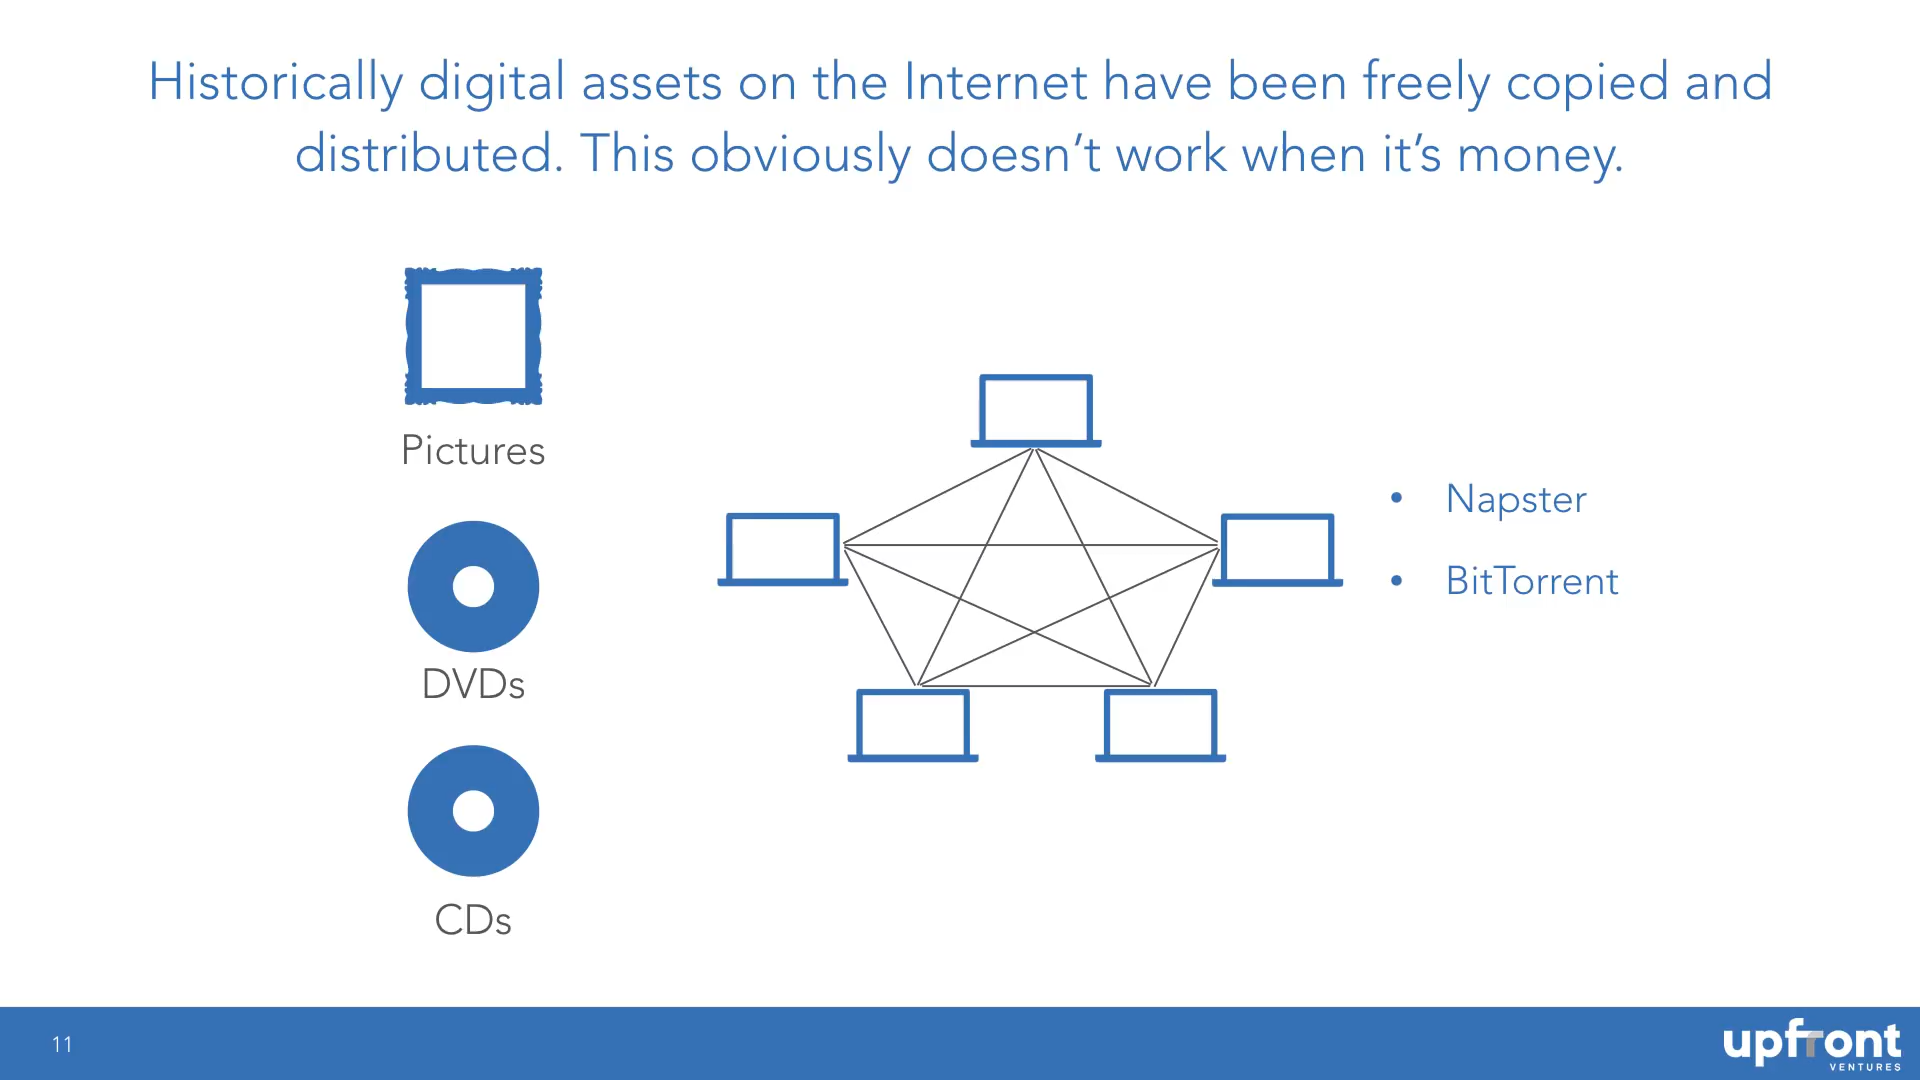 Historically digital assets on the Internet have been freely copied and
distributed. This obviously doesn’t work when it’s money.
Pictures
DVDs
CDs
• Napster
• BitTorrent
11
upfront
VENTURES